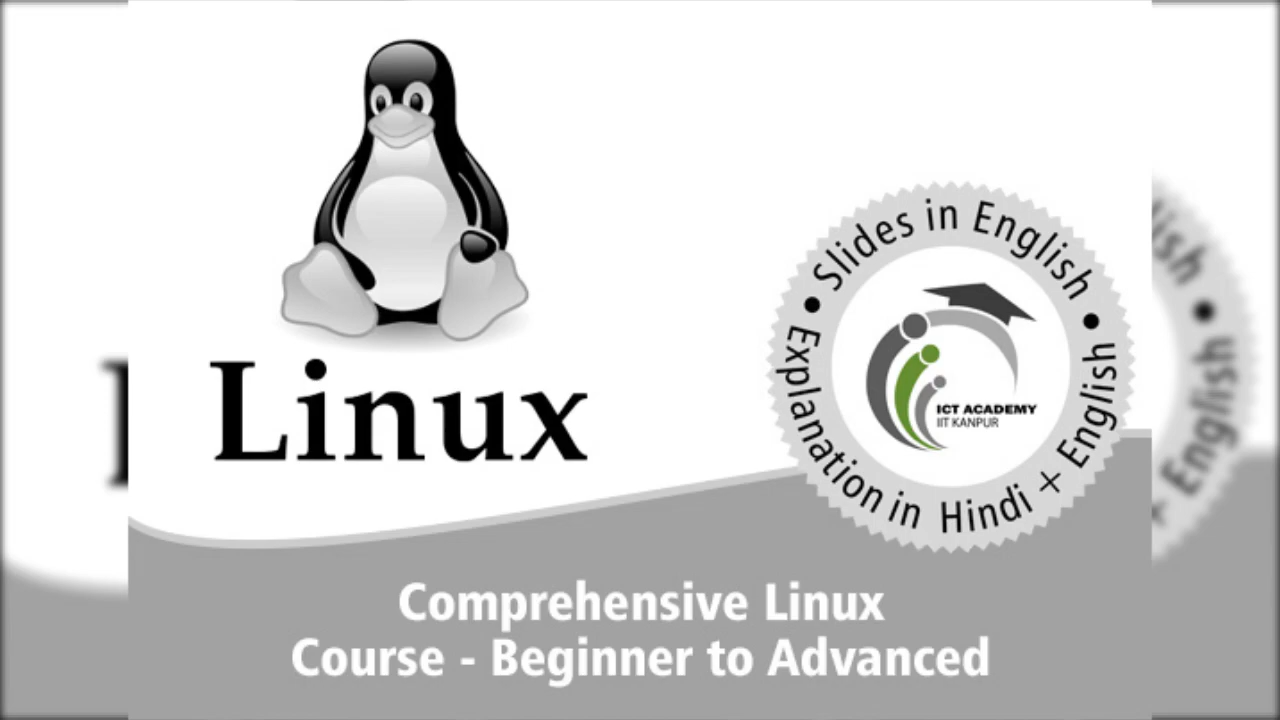 Linux
• Slides in English •
Explanation in Hindi + English
ICT ACADEMY
IIT KANPUR
Comprehensive Linux
Course - Beginner to Advanced